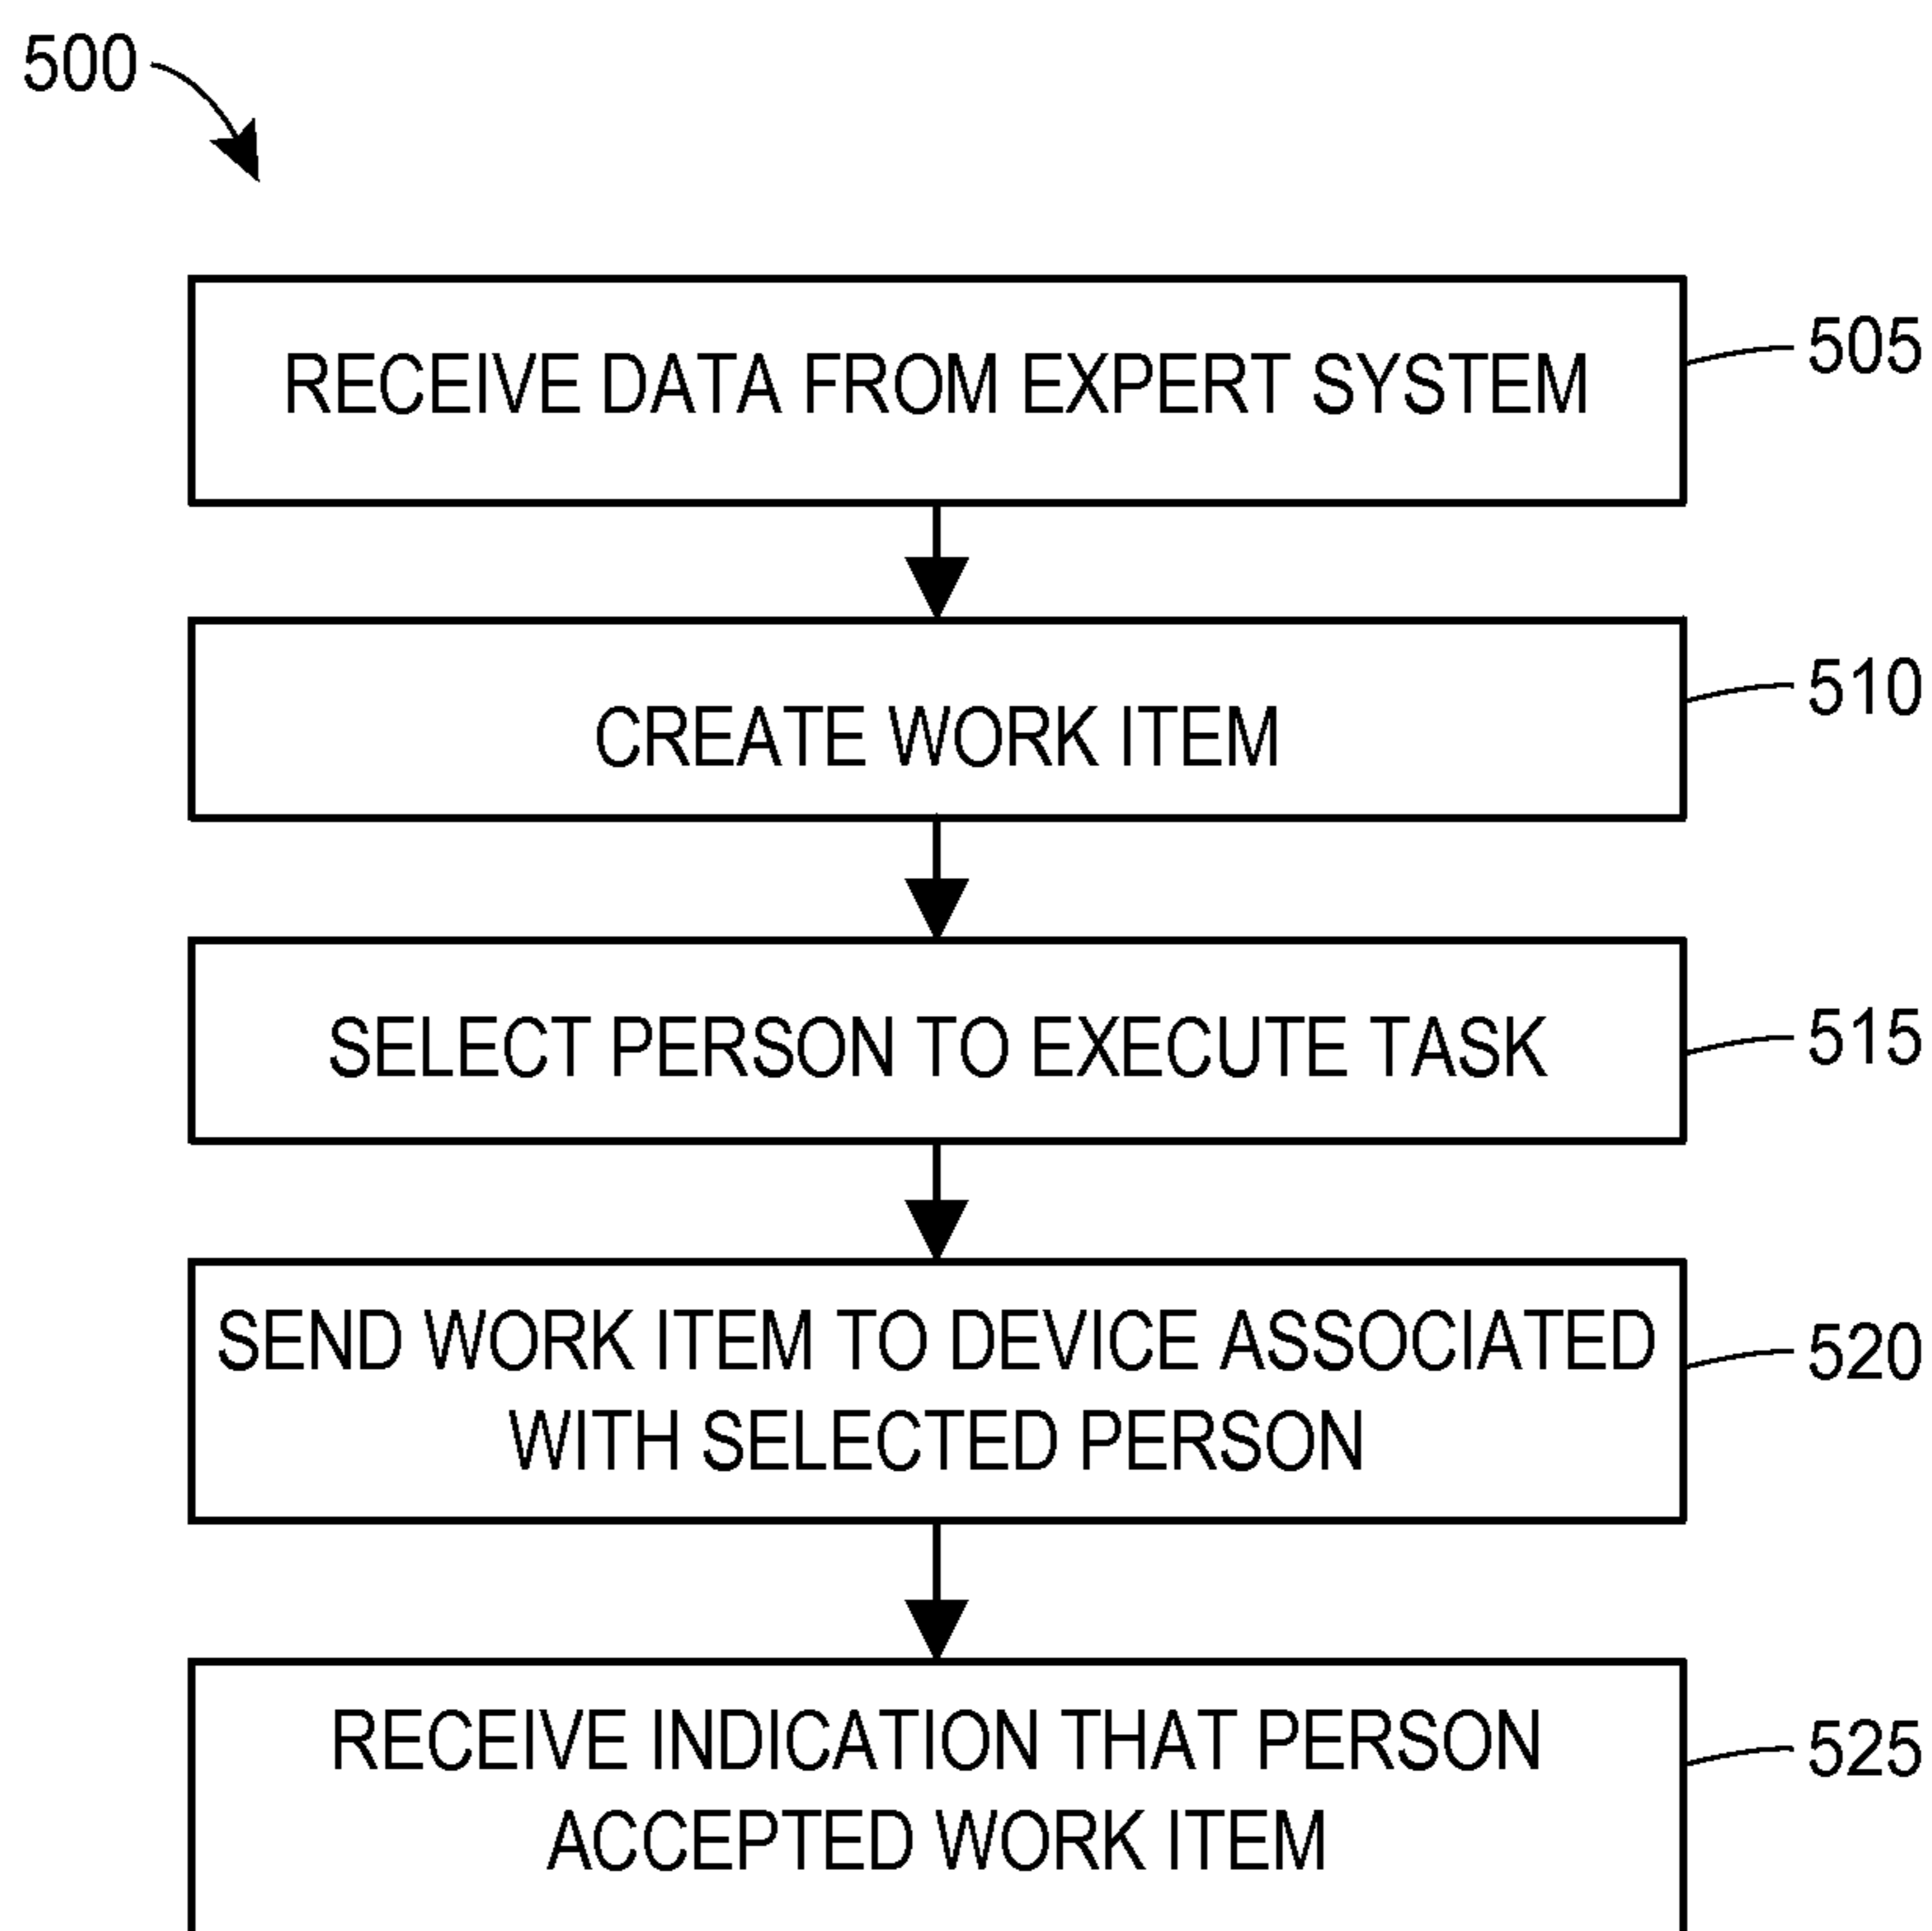 500
RECEIVE DATA FROM EXPERT SYSTEM
505
CREATE WORK ITEM
510
SELECT PERSON TO EXECUTE TASK
515
SEND WORK ITEM TO DEVICE ASSOCIATED
WITH SELECTED PERSON
520
RECEIVE INDICATION THAT PERSON
ACCEPTED WORK ITEM
525